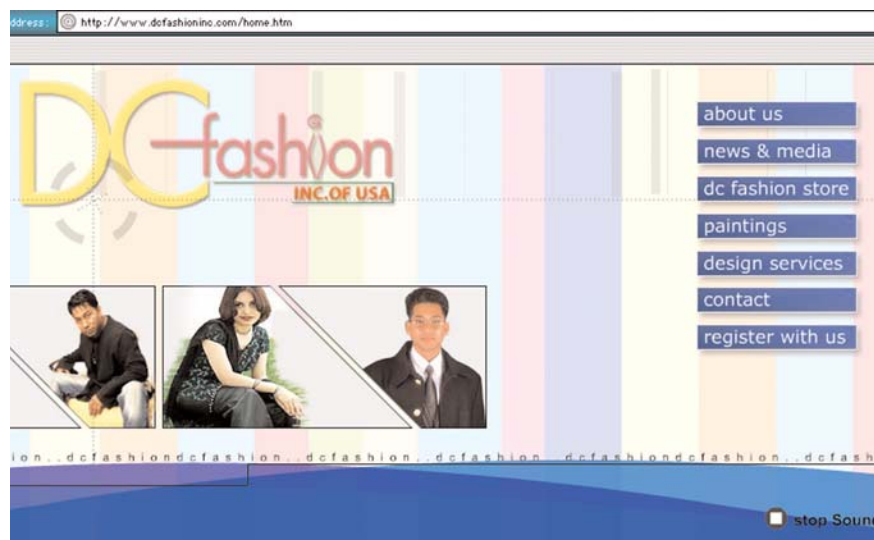 address: http://www.dcfashioninc.com/home.htm
DC fashion
INC.OF USA
about us
news & media
dc fashion store
paintings
design services
contact
register with us
ion..dcfashiondcfashion..dcfashion..dcfashion dcfashiondcfashion..dcfash
stop Soun